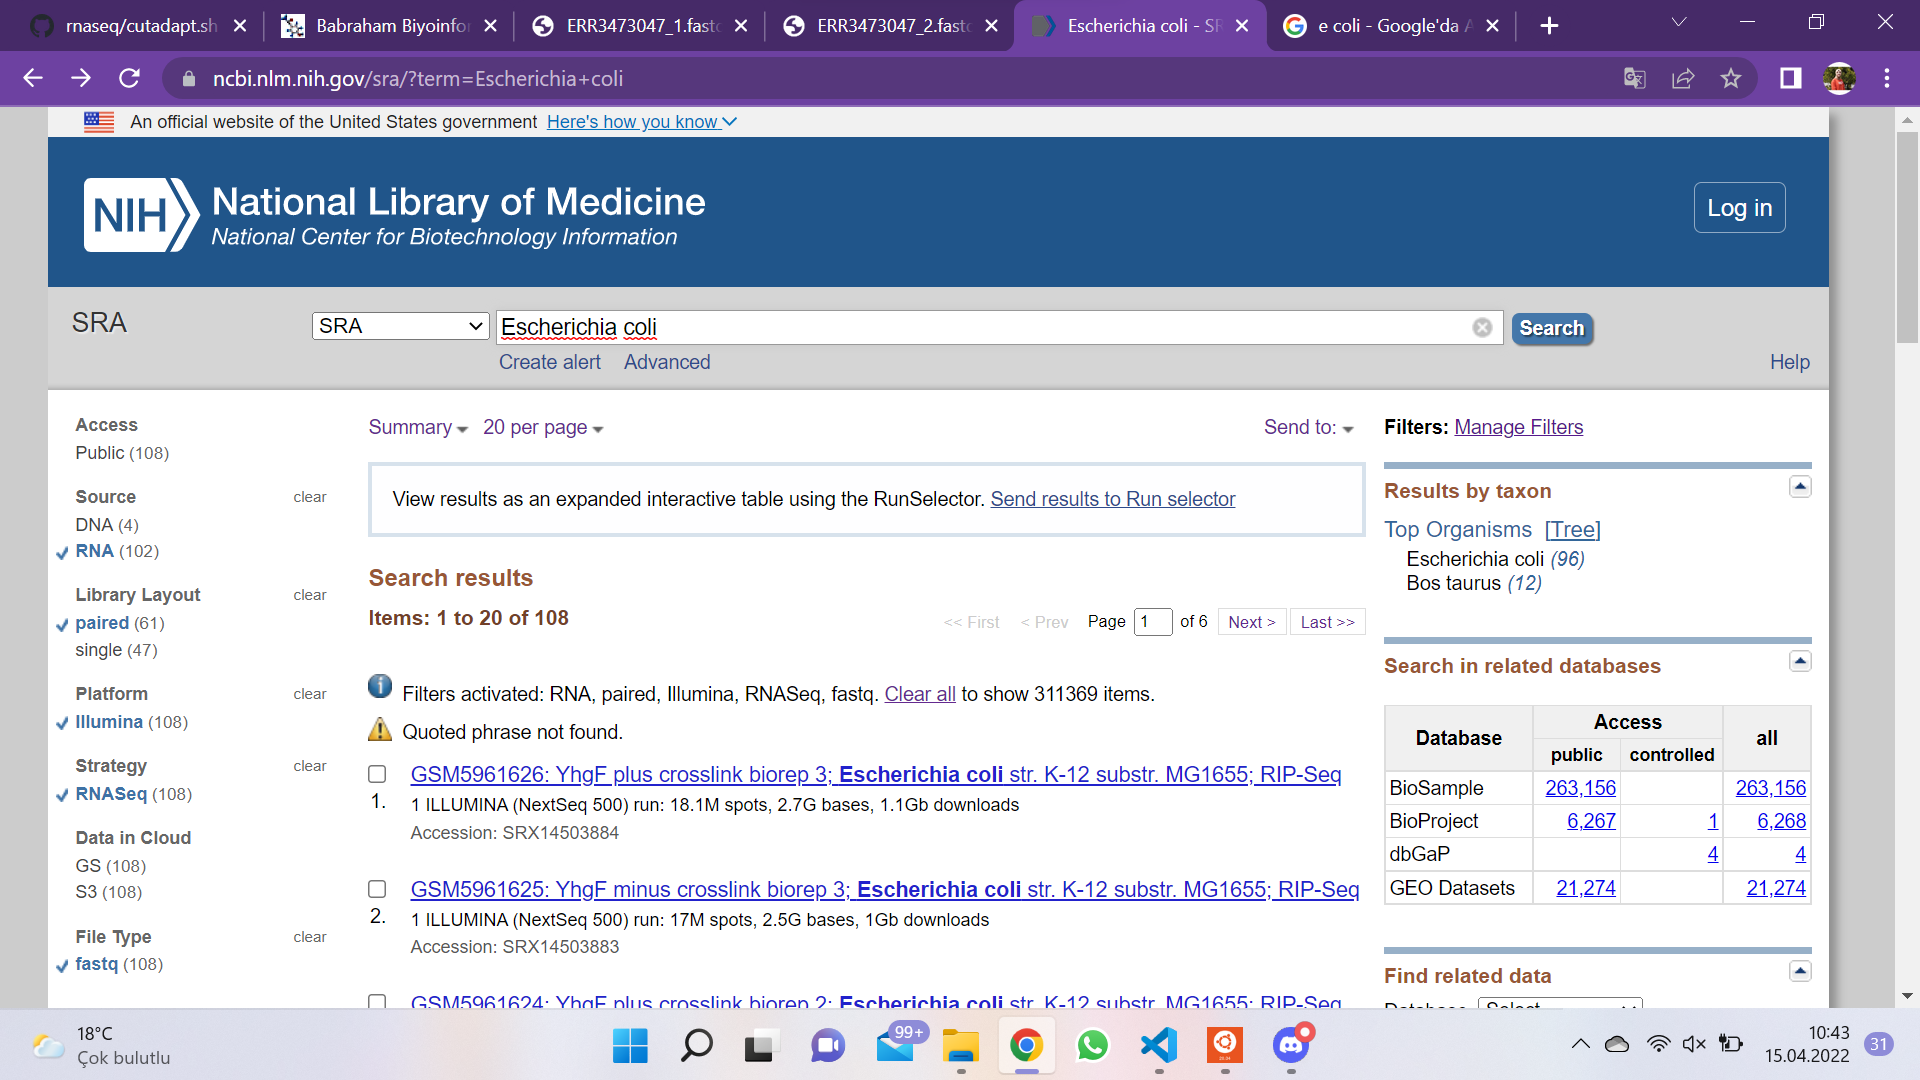 rnaseq/cutadapt.sh
Babraham Biyoinfo
ERR3473047_1.fastc
ERR3473047_2.fastc
Escherichia coli - SR
e coli - Google'da A
ncbi.nlm.nih.gov/sra/?term=Escherichia+coli
An official website of the United States government Here's how you know
NIH
National Library of Medicine
National Center for Biotechnology Information
Log in
SRA
SRA
Escherichia coli
Search
Create alert Advanced
Help
Access
Public (108)
Source clear
DNA (4)
RNA (102)
Library Layout clear
paired (61)
single (47)
Platform clear
Illumina (108)
Strategy clear
RNASeq (108)
Data in Cloud
GS (108)
S3 (108)
File Type clear
fastq (108)
Summary 20 per page Send to:
View results as an expanded interactive table using the RunSelector. Send results to Run selector
Search results
Items: 1 to 20 of 108
<< First < Prev Page 1 of 6 Next > Last >>
Filters activated: RNA, paired, Illumina, RNASeq, fastq. Clear all to show 311369 items.
Quoted phrase not found.
GSM5961626: YhgF plus crosslink biorep 3; Escherichia coli str. K-12 substr. MG1655; RIP-Seq
1. 1 ILLUMINA (NextSeq 500) run: 18.1M spots, 2.7G bases, 1.1Gb downloads
Accession: SRX14503884
GSM5961625: YhgF minus crosslink biorep 3; Escherichia coli str. K-12 substr. MG1655; RIP-Seq
2. 1 ILLUMINA (NextSeq 500) run: 17M spots, 2.5G bases, 1Gb downloads
Accession: SRX14503883
GSM5961624: YhgF plus crosslink biorep 2; Escherichia coli str. K-12 substr. MG1655; RIP-Seq
Filters: Manage Filters
Results by taxon
Top Organisms [Tree]
Escherichia coli (96)
Bos taurus (12)
Search in related databases
Database Access all
public controlled
BioSample 263,156 263,156
BioProject 6,267 1 6,268
dbGaP 4 4
GEO Datasets 21,274 21,274
Find related data
Database: Select
18°C
Çok bulutlu
99+
10:43
15.04.2022
31